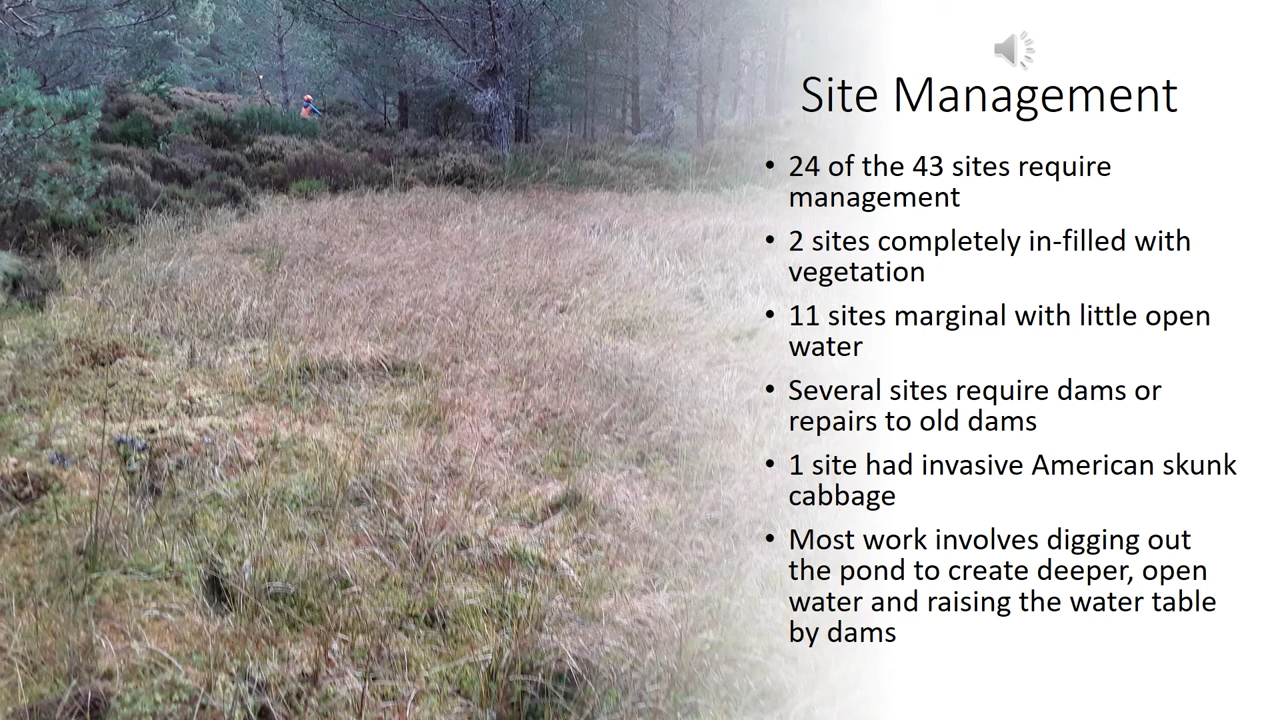 Site Management
• 24 of the 43 sites require
management
• 2 sites completely in-filled with
vegetation
• 11 sites marginal with little open
water
• Several sites require dams or
repairs to old dams
• 1 site had invasive American skunk
cabbage
• Most work involves digging out
the pond to create deeper, open
water and raising the water table
by dams